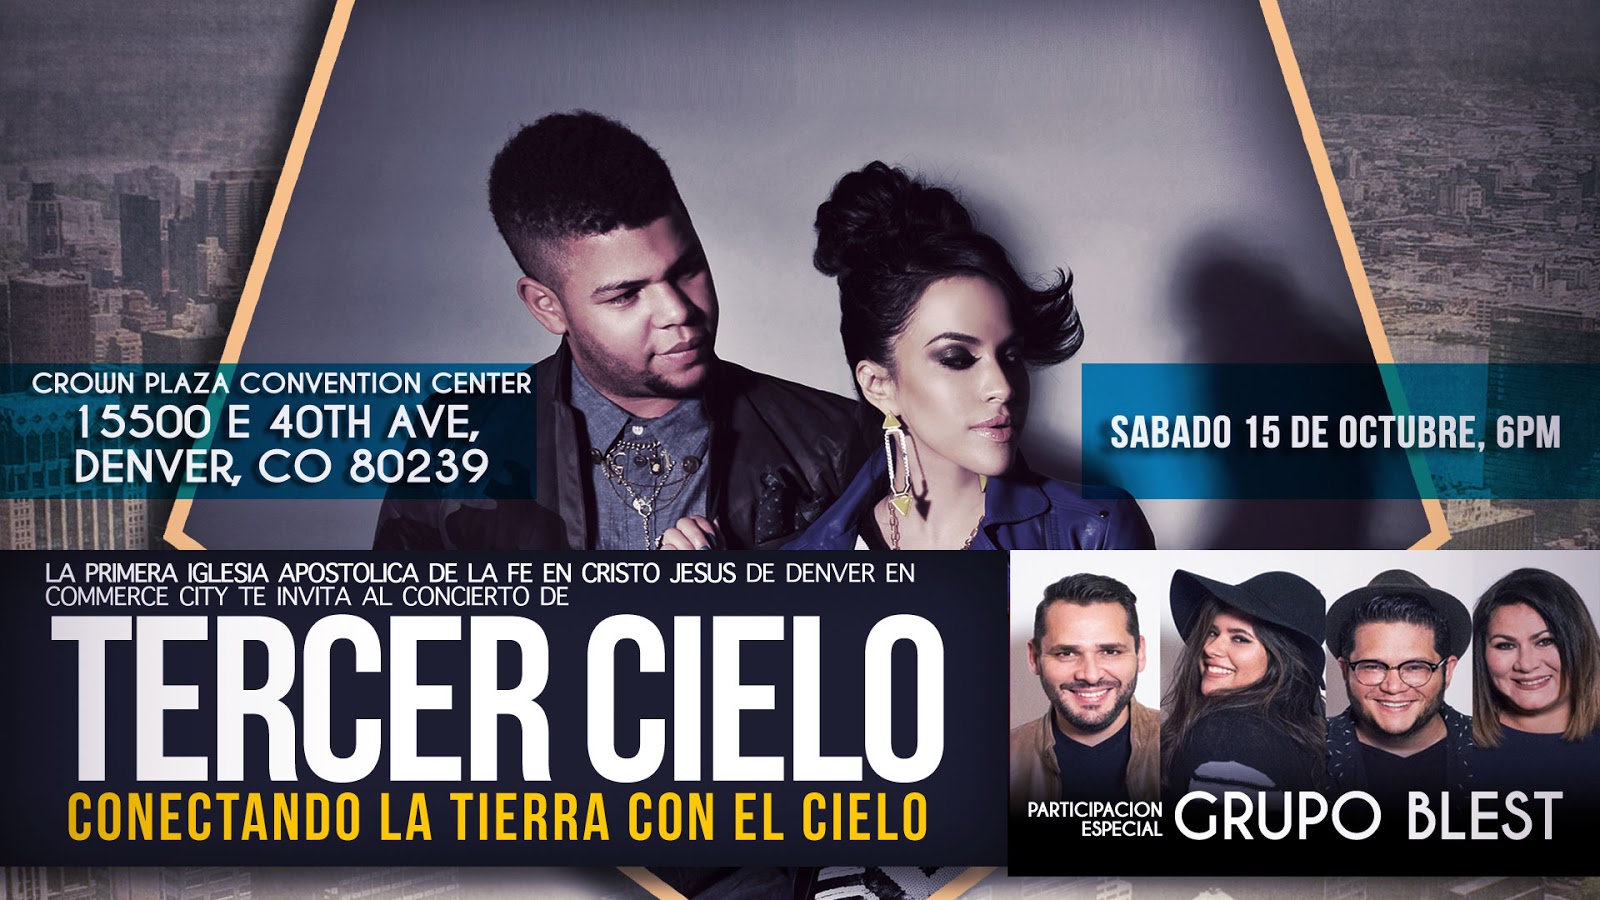 CROWN PLAZA CONVENTION CENTER
15500 E 40TH AVE,
DENVER, CO 80239
SABADO 15 DE OCTUBRE, 6PM
LA PRIMERA IGLESIA APOSTOLICA DE LA FE EN CRISTO JESUS DE DENVER EN
COMMERCE CITY TE INVITA AL CONCIERTO DE
TERCER CIELO
CONECTANDO LA TIERRA CON EL CIELO
PARTICIPACION
ESPECIAL
GRUPO BLEST